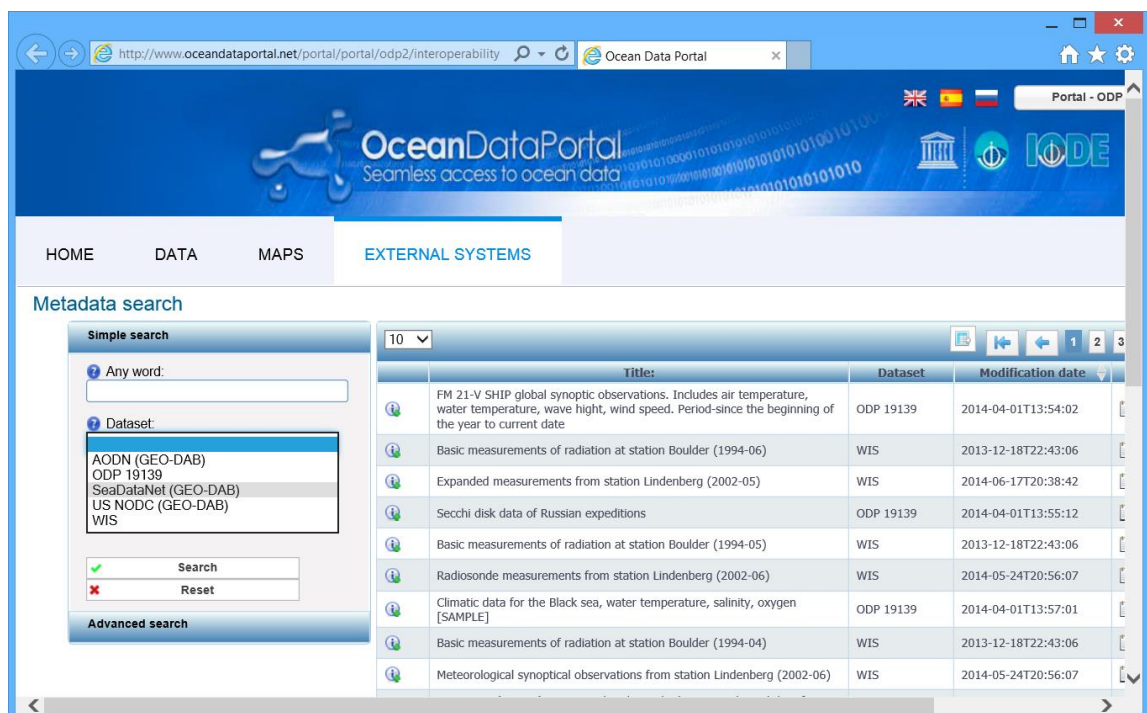 http://www.oceandataportal.net/portal/portal/odp2/interoperability
Ocean Data Portal
Portal - ODP
OceanDataPortal
Seamless access to ocean data
IODE
HOME DATA MAPS EXTERNAL SYSTEMS
Metadata search
Simple search
Any word:
Dataset:
AODN (GEO-DAB)
ODP 19139
SeaDataNet (GEO-DAB)
US NODC (GEO-DAB)
WIS
Search
Reset
Advanced search
10
1 2 3
Title: Dataset Modification date
FM 21-V SHIP global synoptic observations. Includes air temperature,
water temperature, wave hight, wind speed. Period-since the beginning of
the year to current date
ODP 19139 2014-04-01T13:54:02
Basic measurements of radiation at station Boulder (1994-06) WIS 2013-12-18T22:43:06
Expanded measurements from station Lindenberg (2002-05) WIS 2014-06-17T20:38:42
Secchi disk data of Russian expeditions ODP 19139 2014-04-01T13:55:12
Basic measurements of radiation at station Boulder (1994-05) WIS 2013-12-18T22:43:06
Radiosonde measurements from station Lindenberg (2002-06) WIS 2014-05-24T20:56:07
Climatic data for the Black sea, water temperature, salinity, oxygen
[SAMPLE]
ODP 19139 2014-04-01T13:57:01
Basic measurements of radiation at station Boulder (1994-04) WIS 2013-12-18T22:43:06
Meteorological synoptical observations from station Lindenberg (2002-06) WIS 2014-05-24T20:56:07